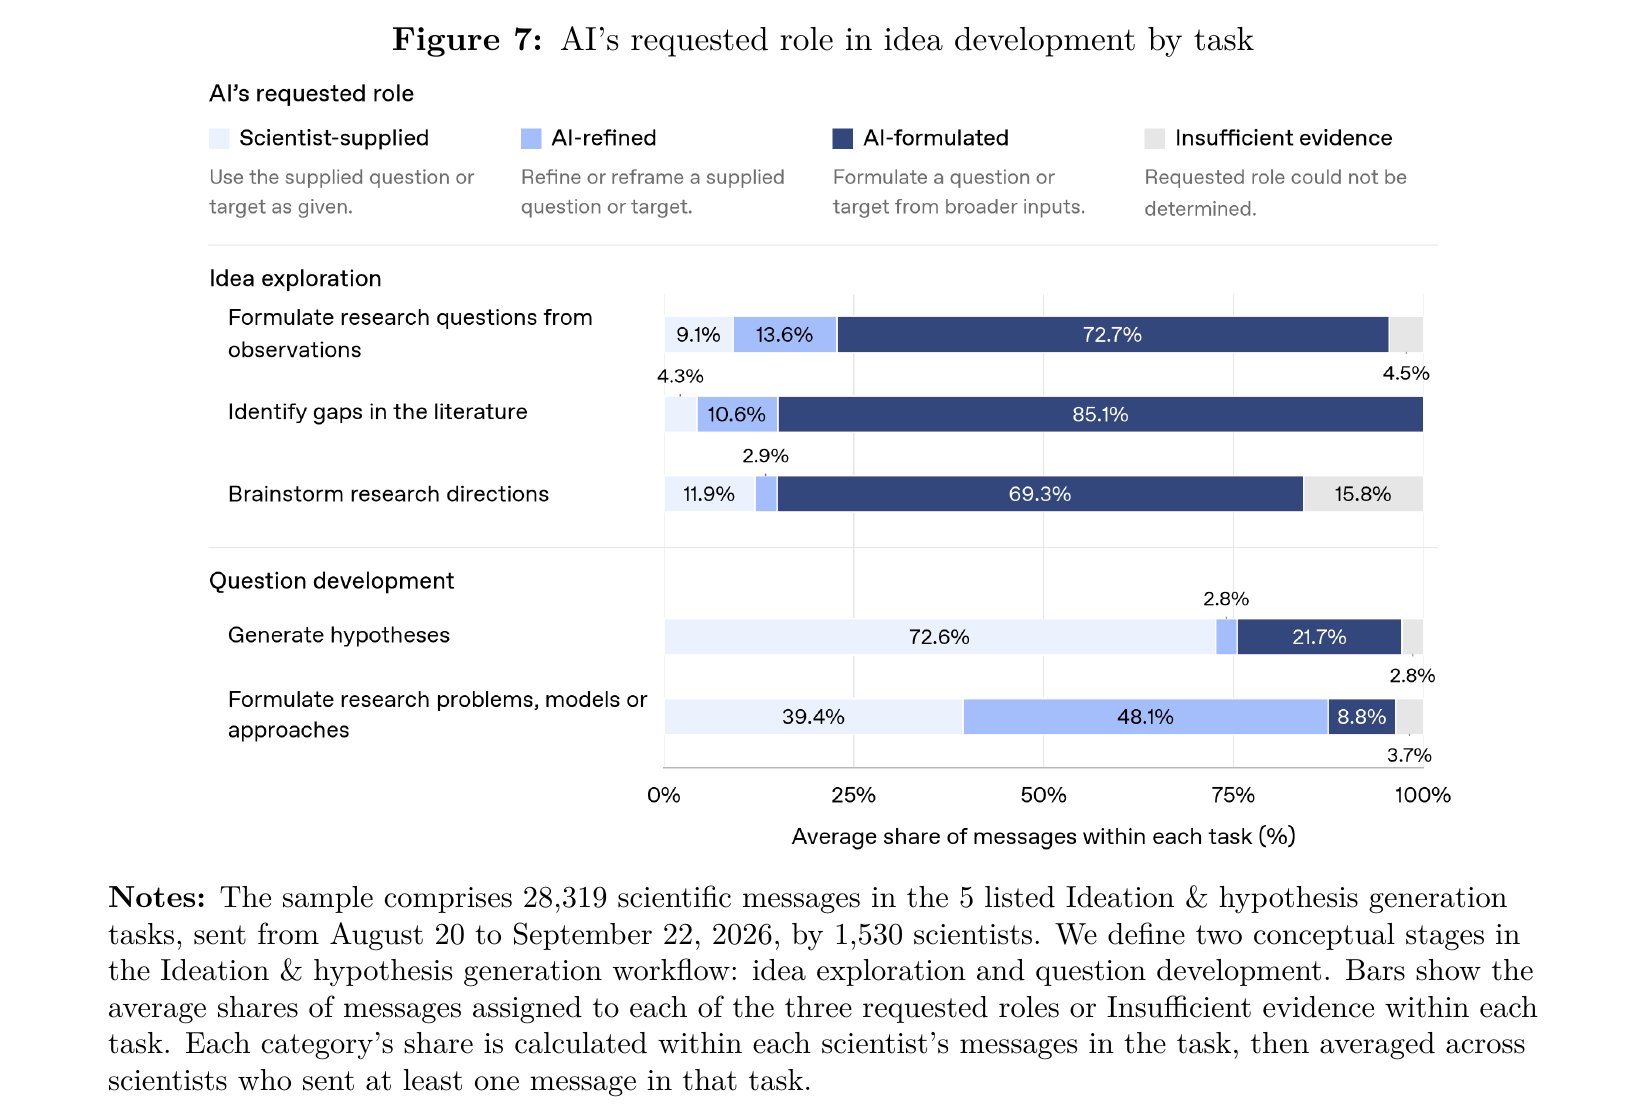 Figure 7: AI's requested role in idea development by task
AI's requested role
Scientist-supplied
Use the supplied question or
target as given.
AI-refined
Refine or reframe a supplied
question or target.
AI-formulated
Formulate a question or
target from broader inputs.
Insufficient evidence
Requested role could not be
determined.
Idea exploration
Formulate research questions from
observations
9.1% 13.6% 72.7%
4.5%
4.3%
Identify gaps in the literature
10.6% 85.1%
2.9%
Brainstorm research directions
11.9% 69.3% 15.8%
Question development
2.8%
Generate hypotheses
72.6% 21.7%
2.8%
Formulate research problems, models or
approaches
39.4% 48.1% 8.8%
3.7%
0% 25% 50% 75% 100%
Average share of messages within each task (%)
Notes: The sample comprises 28,319 scientific messages in the 5 listed Ideation & hypothesis generation
tasks, sent from August 20 to September 22, 2026, by 1,530 scientists. We define two conceptual stages in
the Ideation & hypothesis generation workflow: idea exploration and question development. Bars show the
average shares of messages assigned to each of the three requested roles or Insufficient evidence within each
task. Each category's share is calculated within each scientist's messages in the task, then averaged across
scientists who sent at least one message in that task.